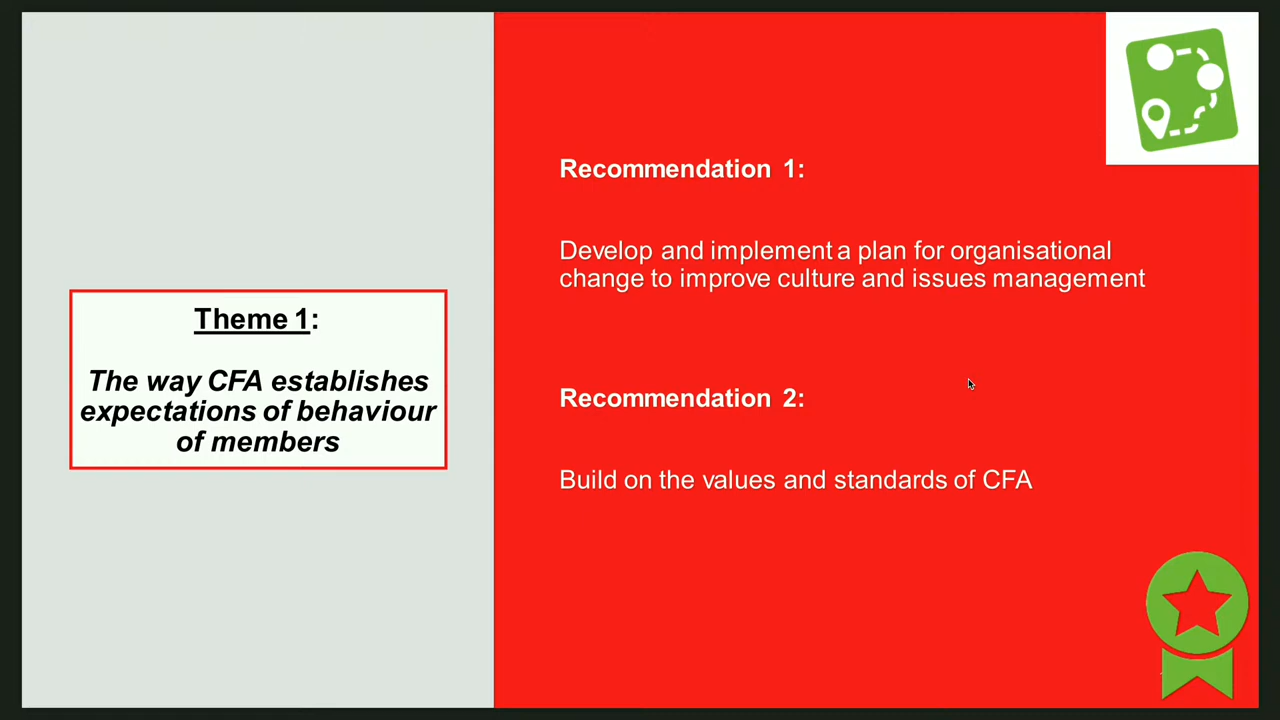 Theme 1:
The way CFA establishes
expectations of behaviour
of members
Recommendation 1:
Develop and implement a plan for organisational
change to improve culture and issues management
Recommendation 2:
Build on the values and standards of CFA